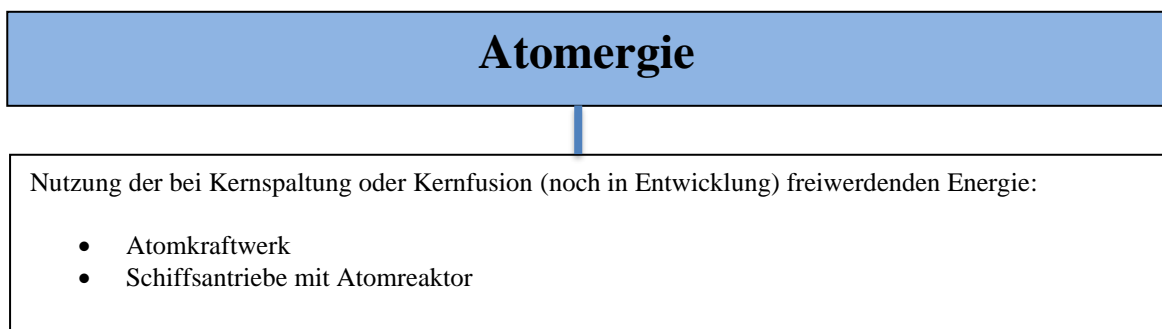 Atomergie
Nutzung der bei Kernspaltung oder Kernfusion (noch in Entwicklung) freiwerdenden Energie:
• Atomkraftwerk
• Schiffsantriebe mit Atomreaktor